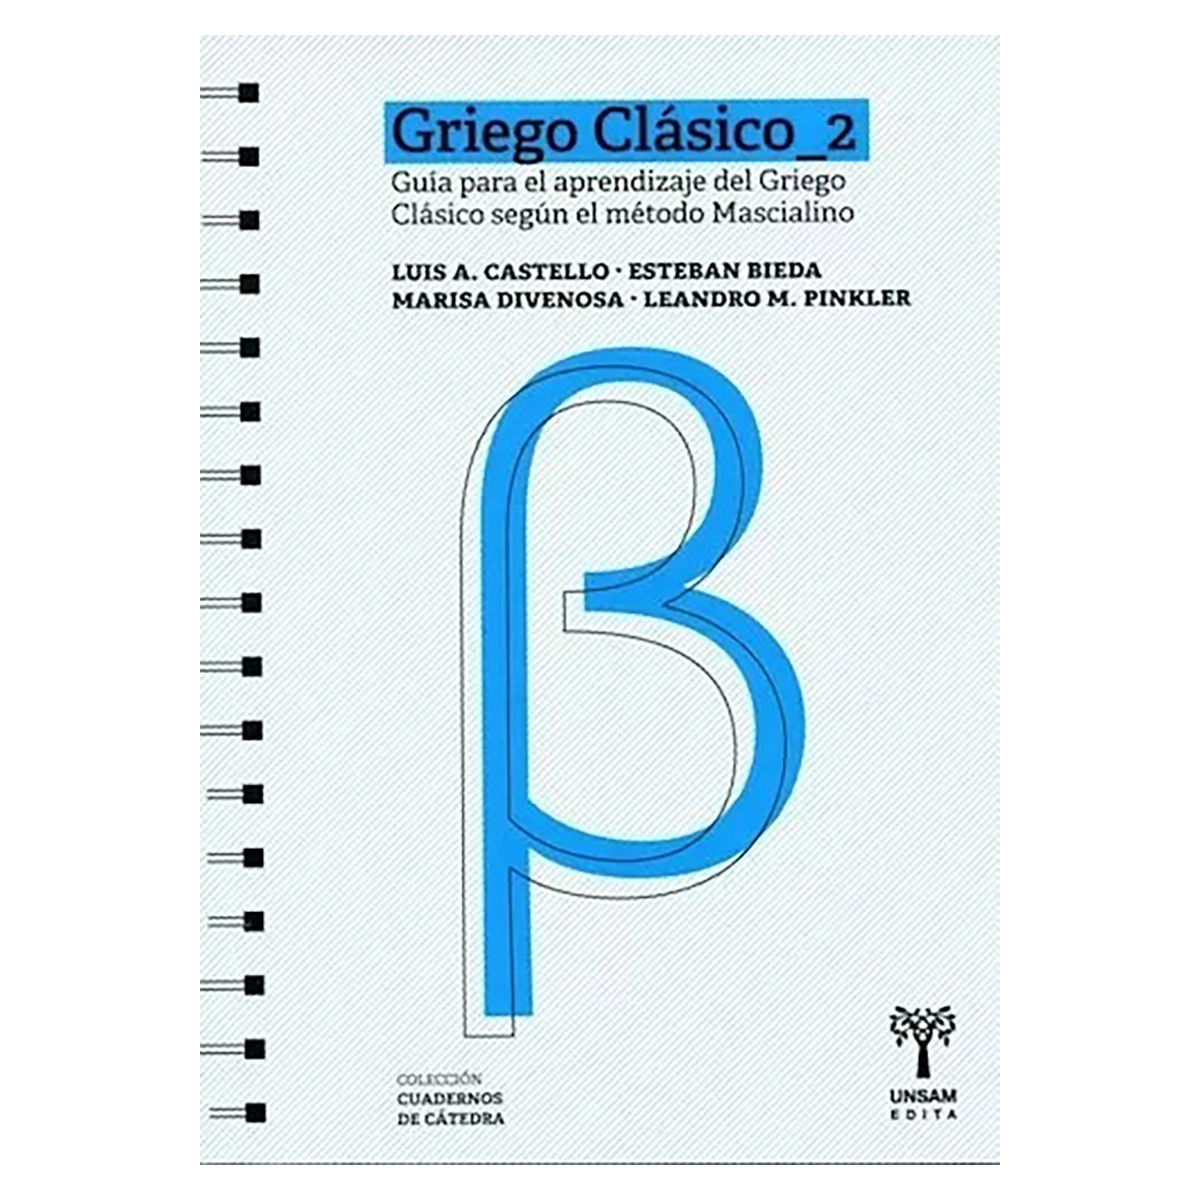 Griego Clásico_2
Guía para el aprendizaje del Griego
Clásico según el método Mascialino
LUIS A. CASTELLO · ESTEBAN BIEDA
MARISA DIVENOSA · LEANDRO M. PINKLER
β
COLECCIÓN
CUADERNOS
DE CÁTEDRA
UNSAM
EDITA